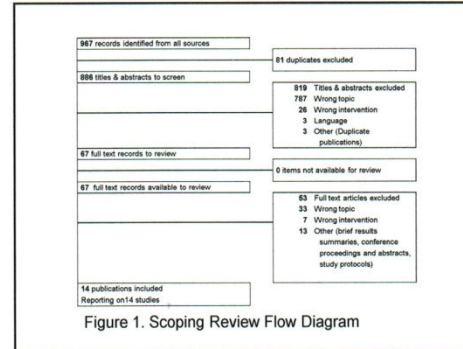 967 records identified from all sources
81 duplicates excluded
886 titles & abstracts to screen
819 Titles & abstracts excluded
787 Wrong topic
26 Wrong intervention
3 Language
3 Other (Duplicate
publications)
67 full text records to review
0 items not available for review
67 full text records available to review
53 Full text articles excluded
33 Wrong topic
7 Wrong intervention
13 Other (brief results
summaries, conference
proceedings and abstracts,
study protocols)
14 publications included
Reporting on14 studies
Figure 1. Scoping Review Flow Diagram